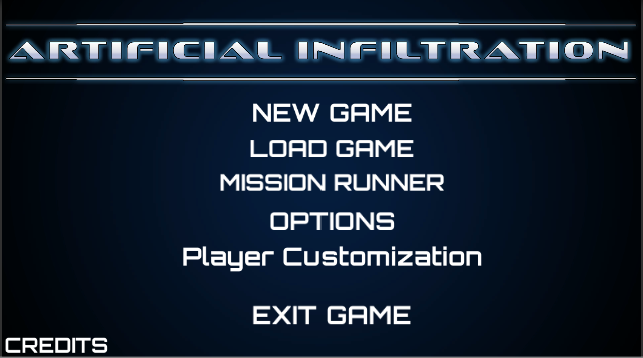 ARTIFICIAL INFILTRATION
NEW GAME
LOAD GAME
MISSION RUNNER
OPTIONS
Player Customization
EXIT GAME
CREDITS